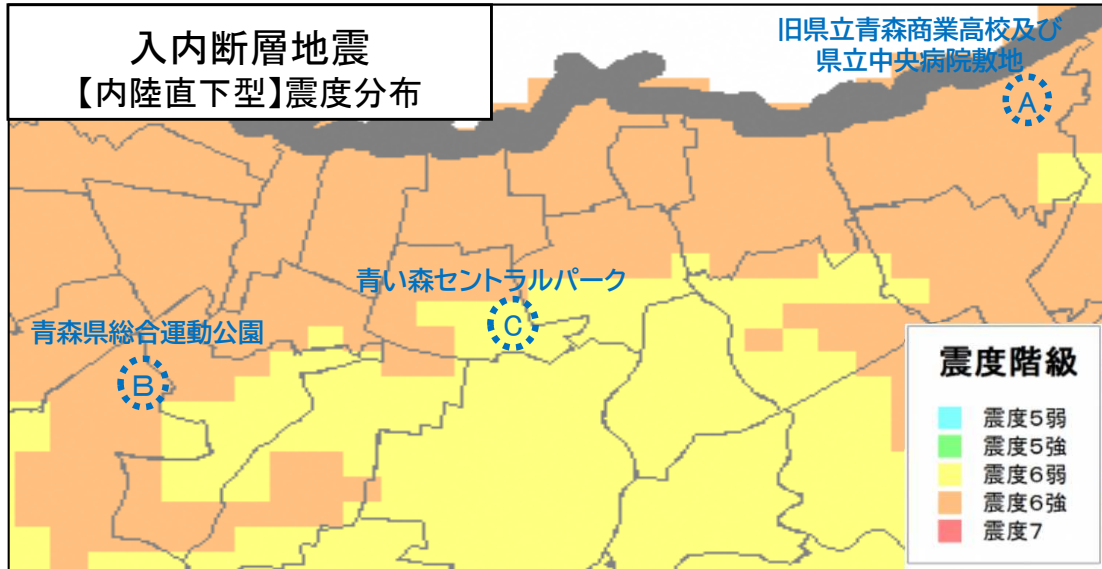 入内断層地震
【内陸直下型】震度分布
旧県立青森商業高校及び
県立中央病院敷地
A
青い森セントラルパーク
C
青森県総合運動公園
B
震度階級
震度5弱
震度5強
震度6弱
震度6強
震度7